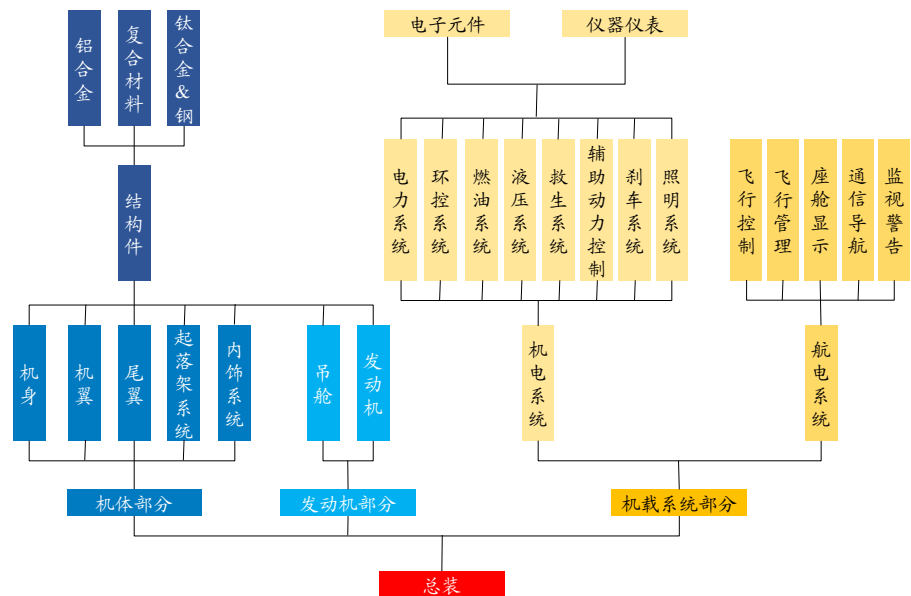 铝合金
复合材料
钛合金&钢
电子元件
仪器仪表
结构件
电力系统
环控系统
燃油系统
液压系统
救生系统
辅助动力控制
刹车系统
照明系统
飞行控制
飞行管理
座舱显示
通信导航
监视警告
机身
机翼
尾翼
起落架系统
内饰系统
吊舱
发动机
机电系统
航电系统
机体部分
发动机部分
机载系统部分
总装